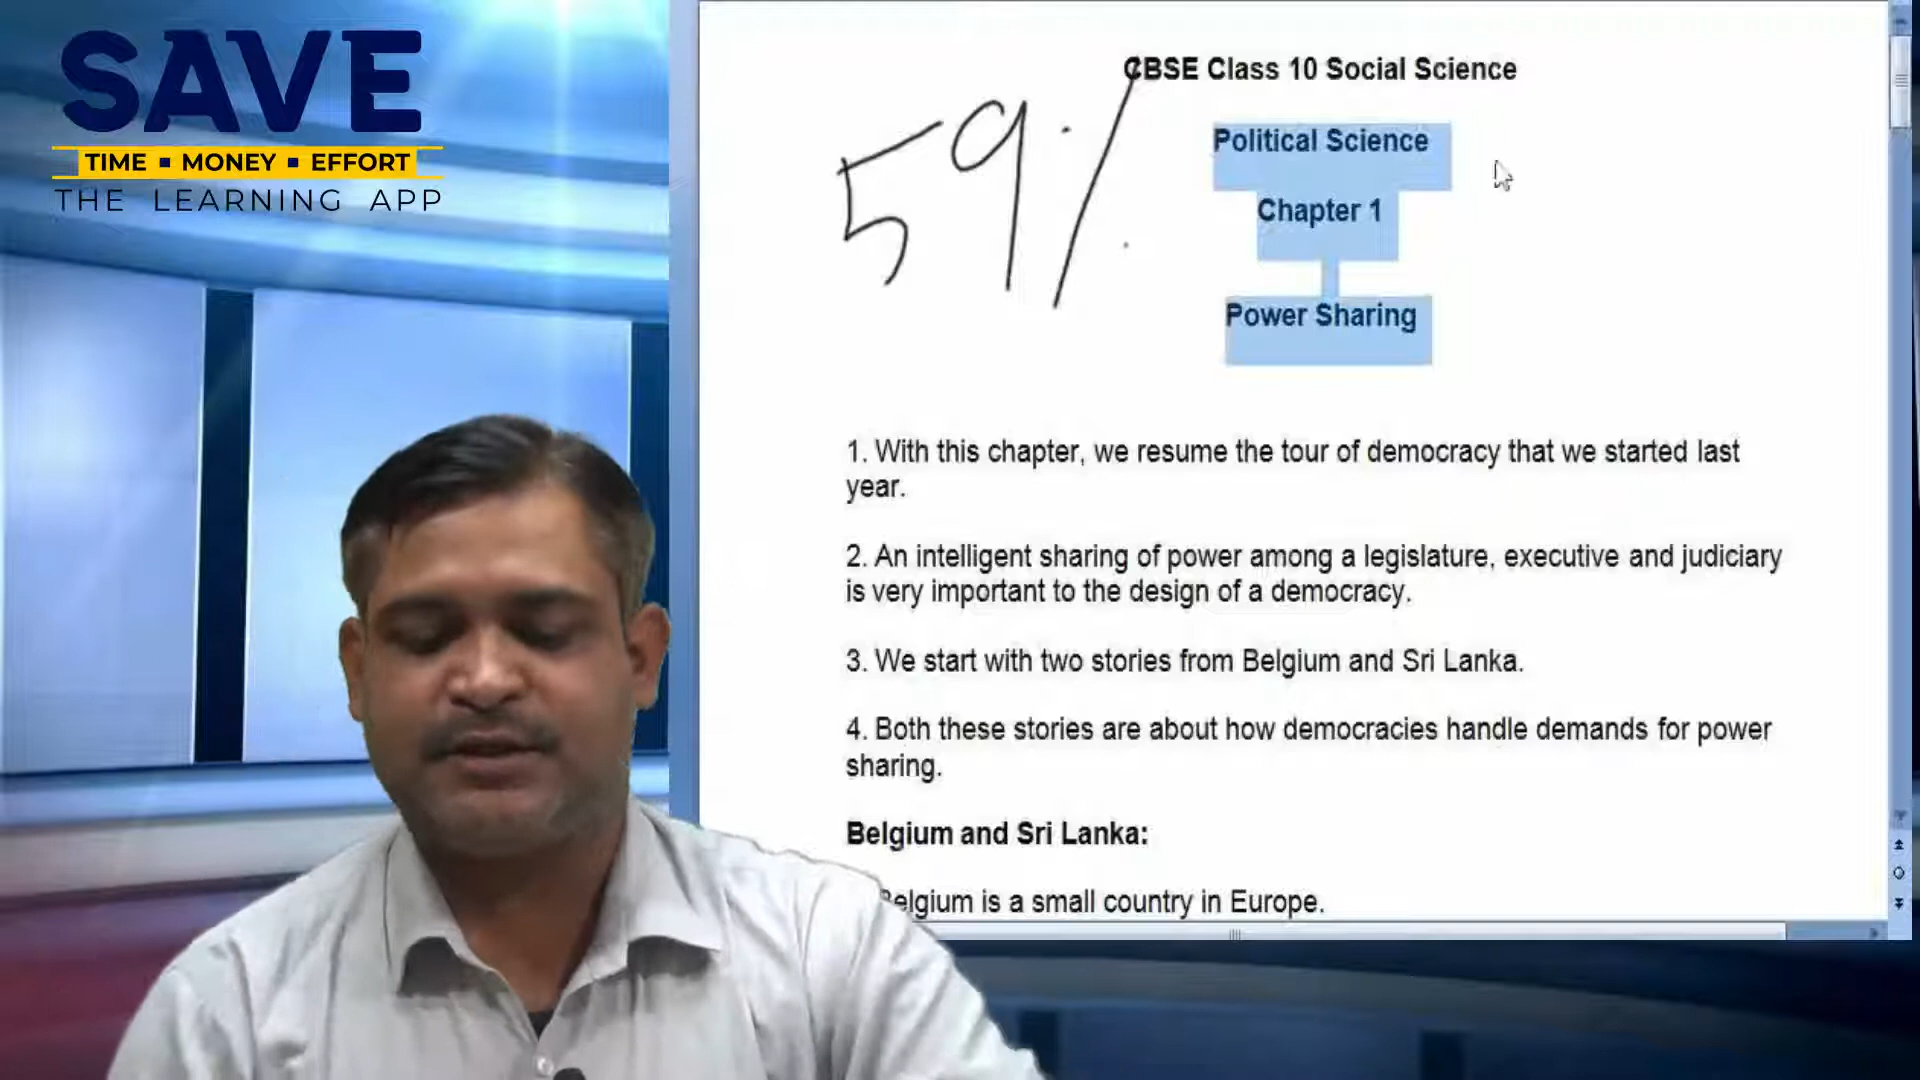 SAVE
TIME ▪ MONEY ▪ EFFORT
THE LEARNING APP
CBSE Class 10 Social Science
59%
Political Science
Chapter 1
Power Sharing
1. With this chapter, we resume the tour of democracy that we started last
year.
2. An intelligent sharing of power among a legislature, executive and judiciary
is very important to the design of a democracy.
3. We start with two stories from Belgium and Sri Lanka.
4. Both these stories are about how democracies handle demands for power
sharing.
Belgium and Sri Lanka:
Belgium is a small country in Europe.